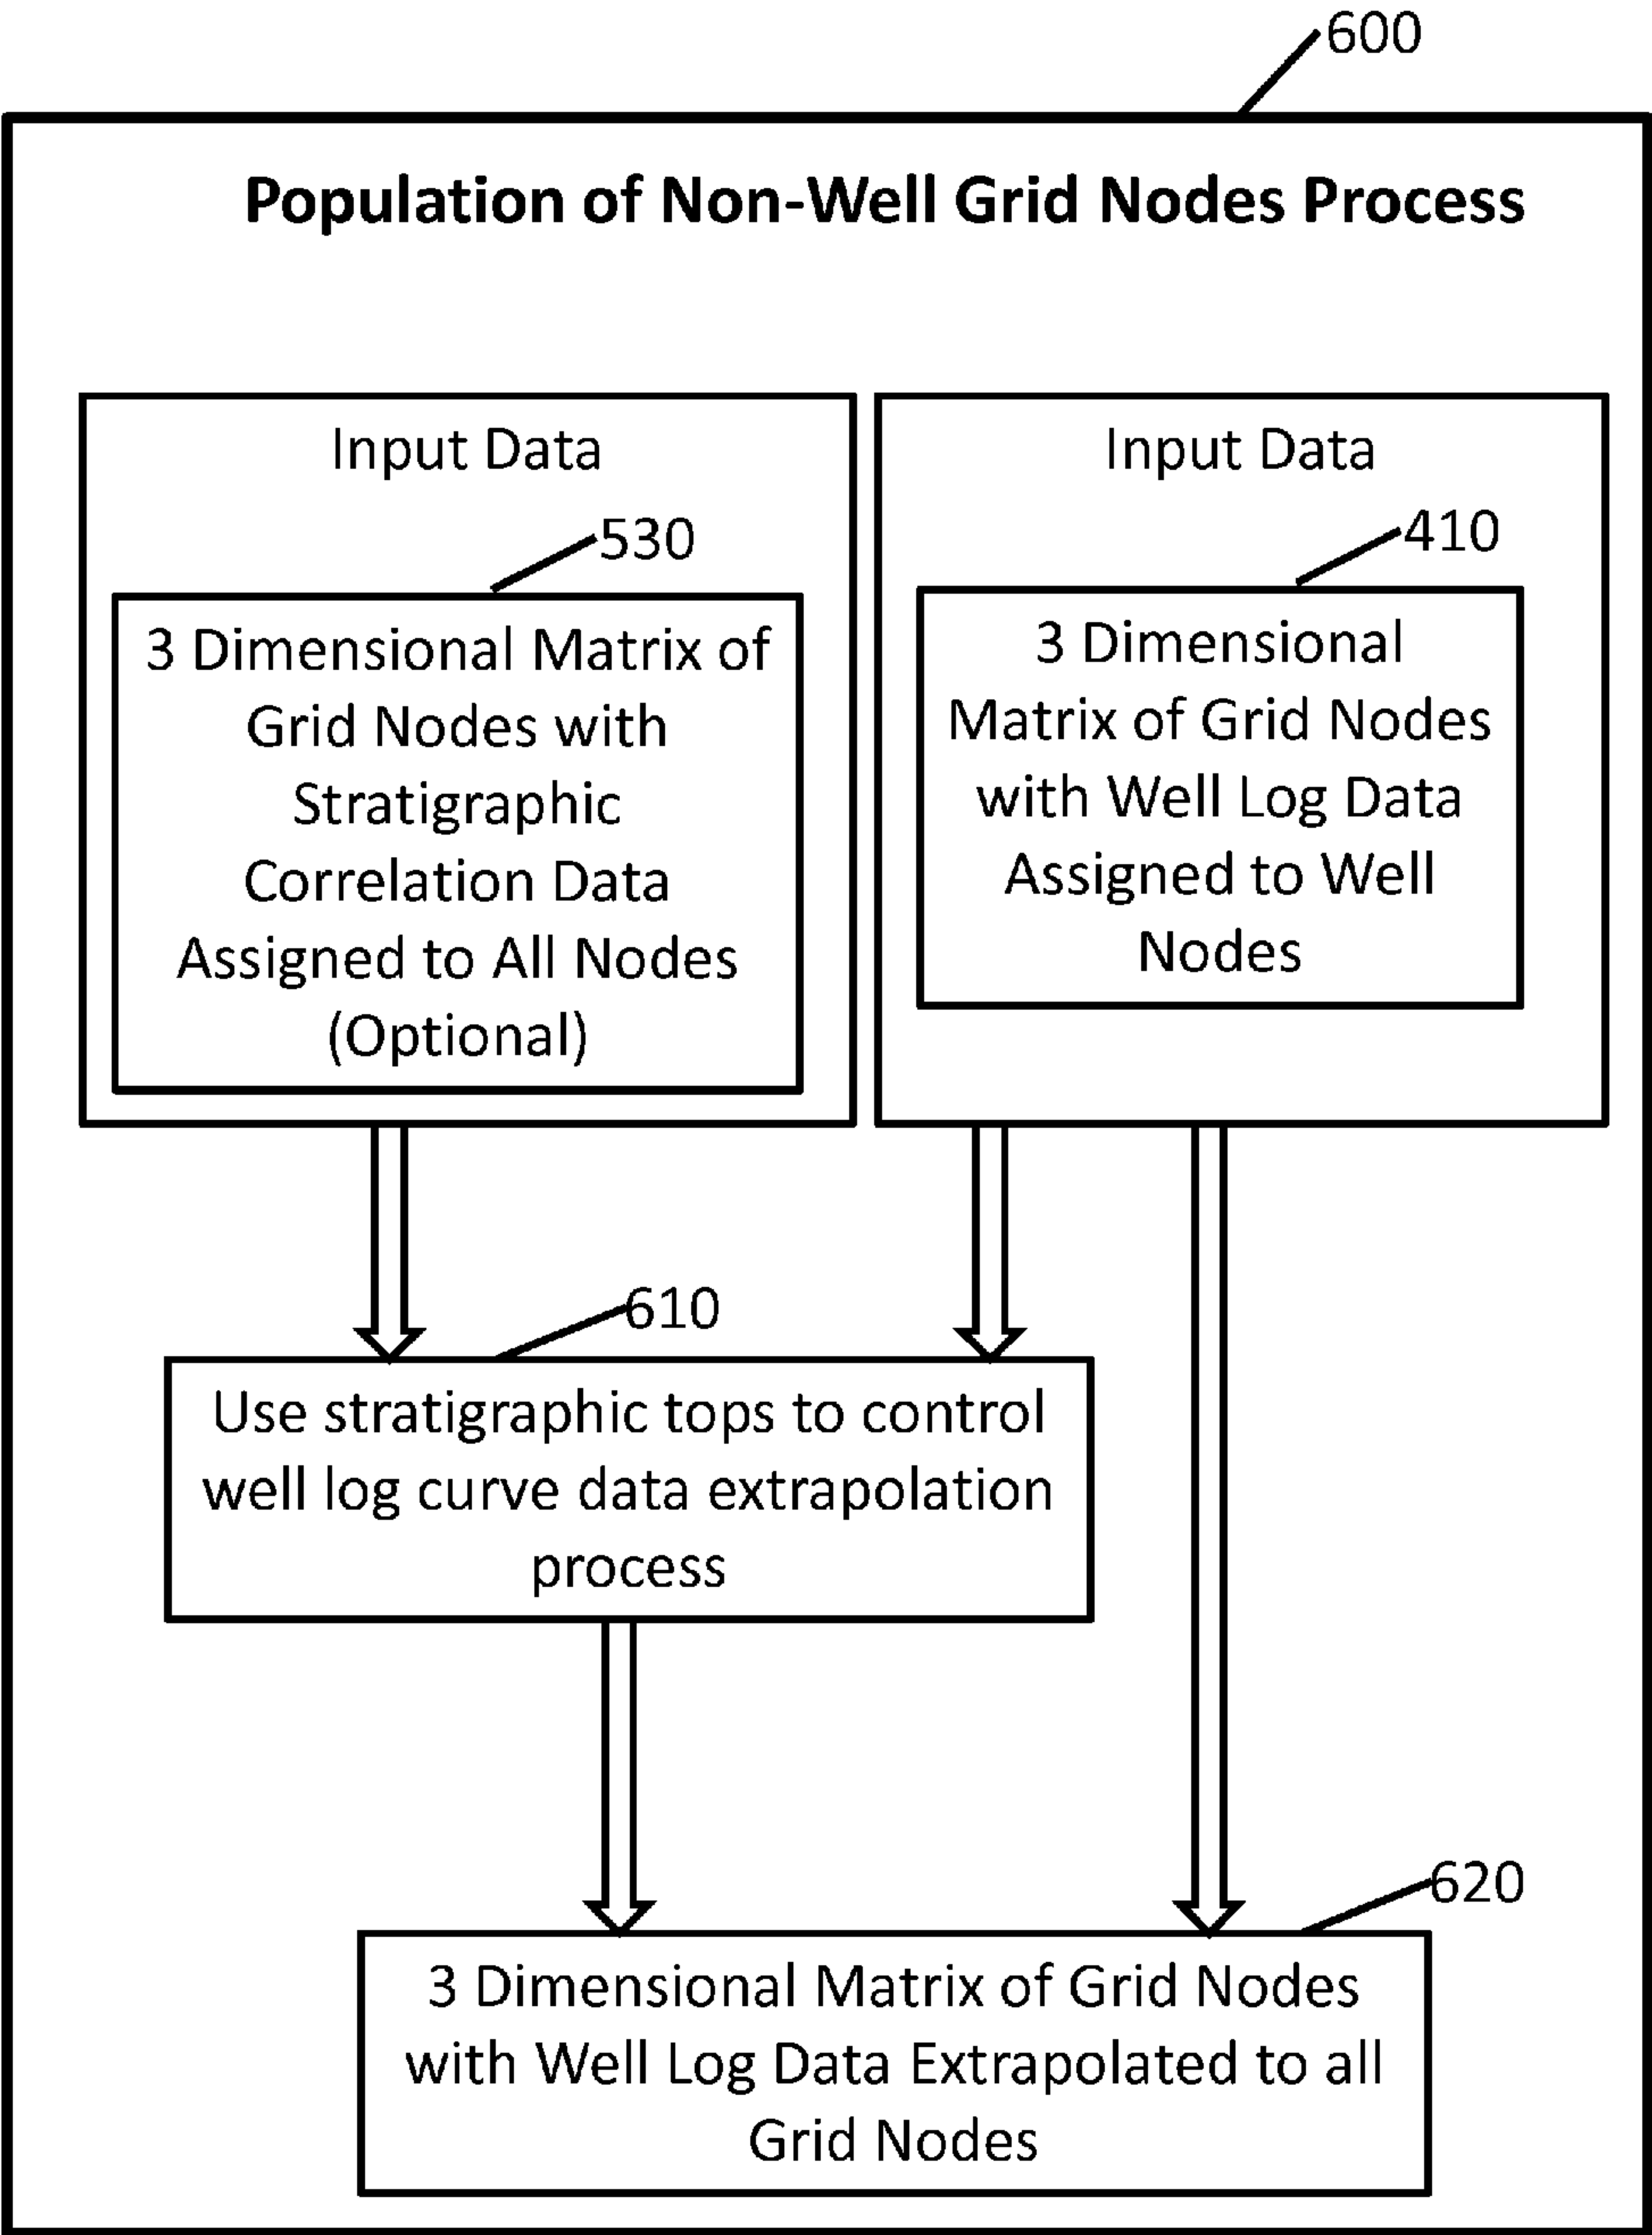 600
Population of Non-Well Grid Nodes Process
Input Data
530
3 Dimensional Matrix of
Grid Nodes with
Stratigraphic
Correlation Data
Assigned to All Nodes
(Optional)
Input Data
410
3 Dimensional
Matrix of Grid Nodes
with Well Log Data
Assigned to Well
Nodes
610
Use stratigraphic tops to control
well log curve data extrapolation
process
620
3 Dimensional Matrix of Grid Nodes
with Well Log Data Extrapolated to all
Grid Nodes